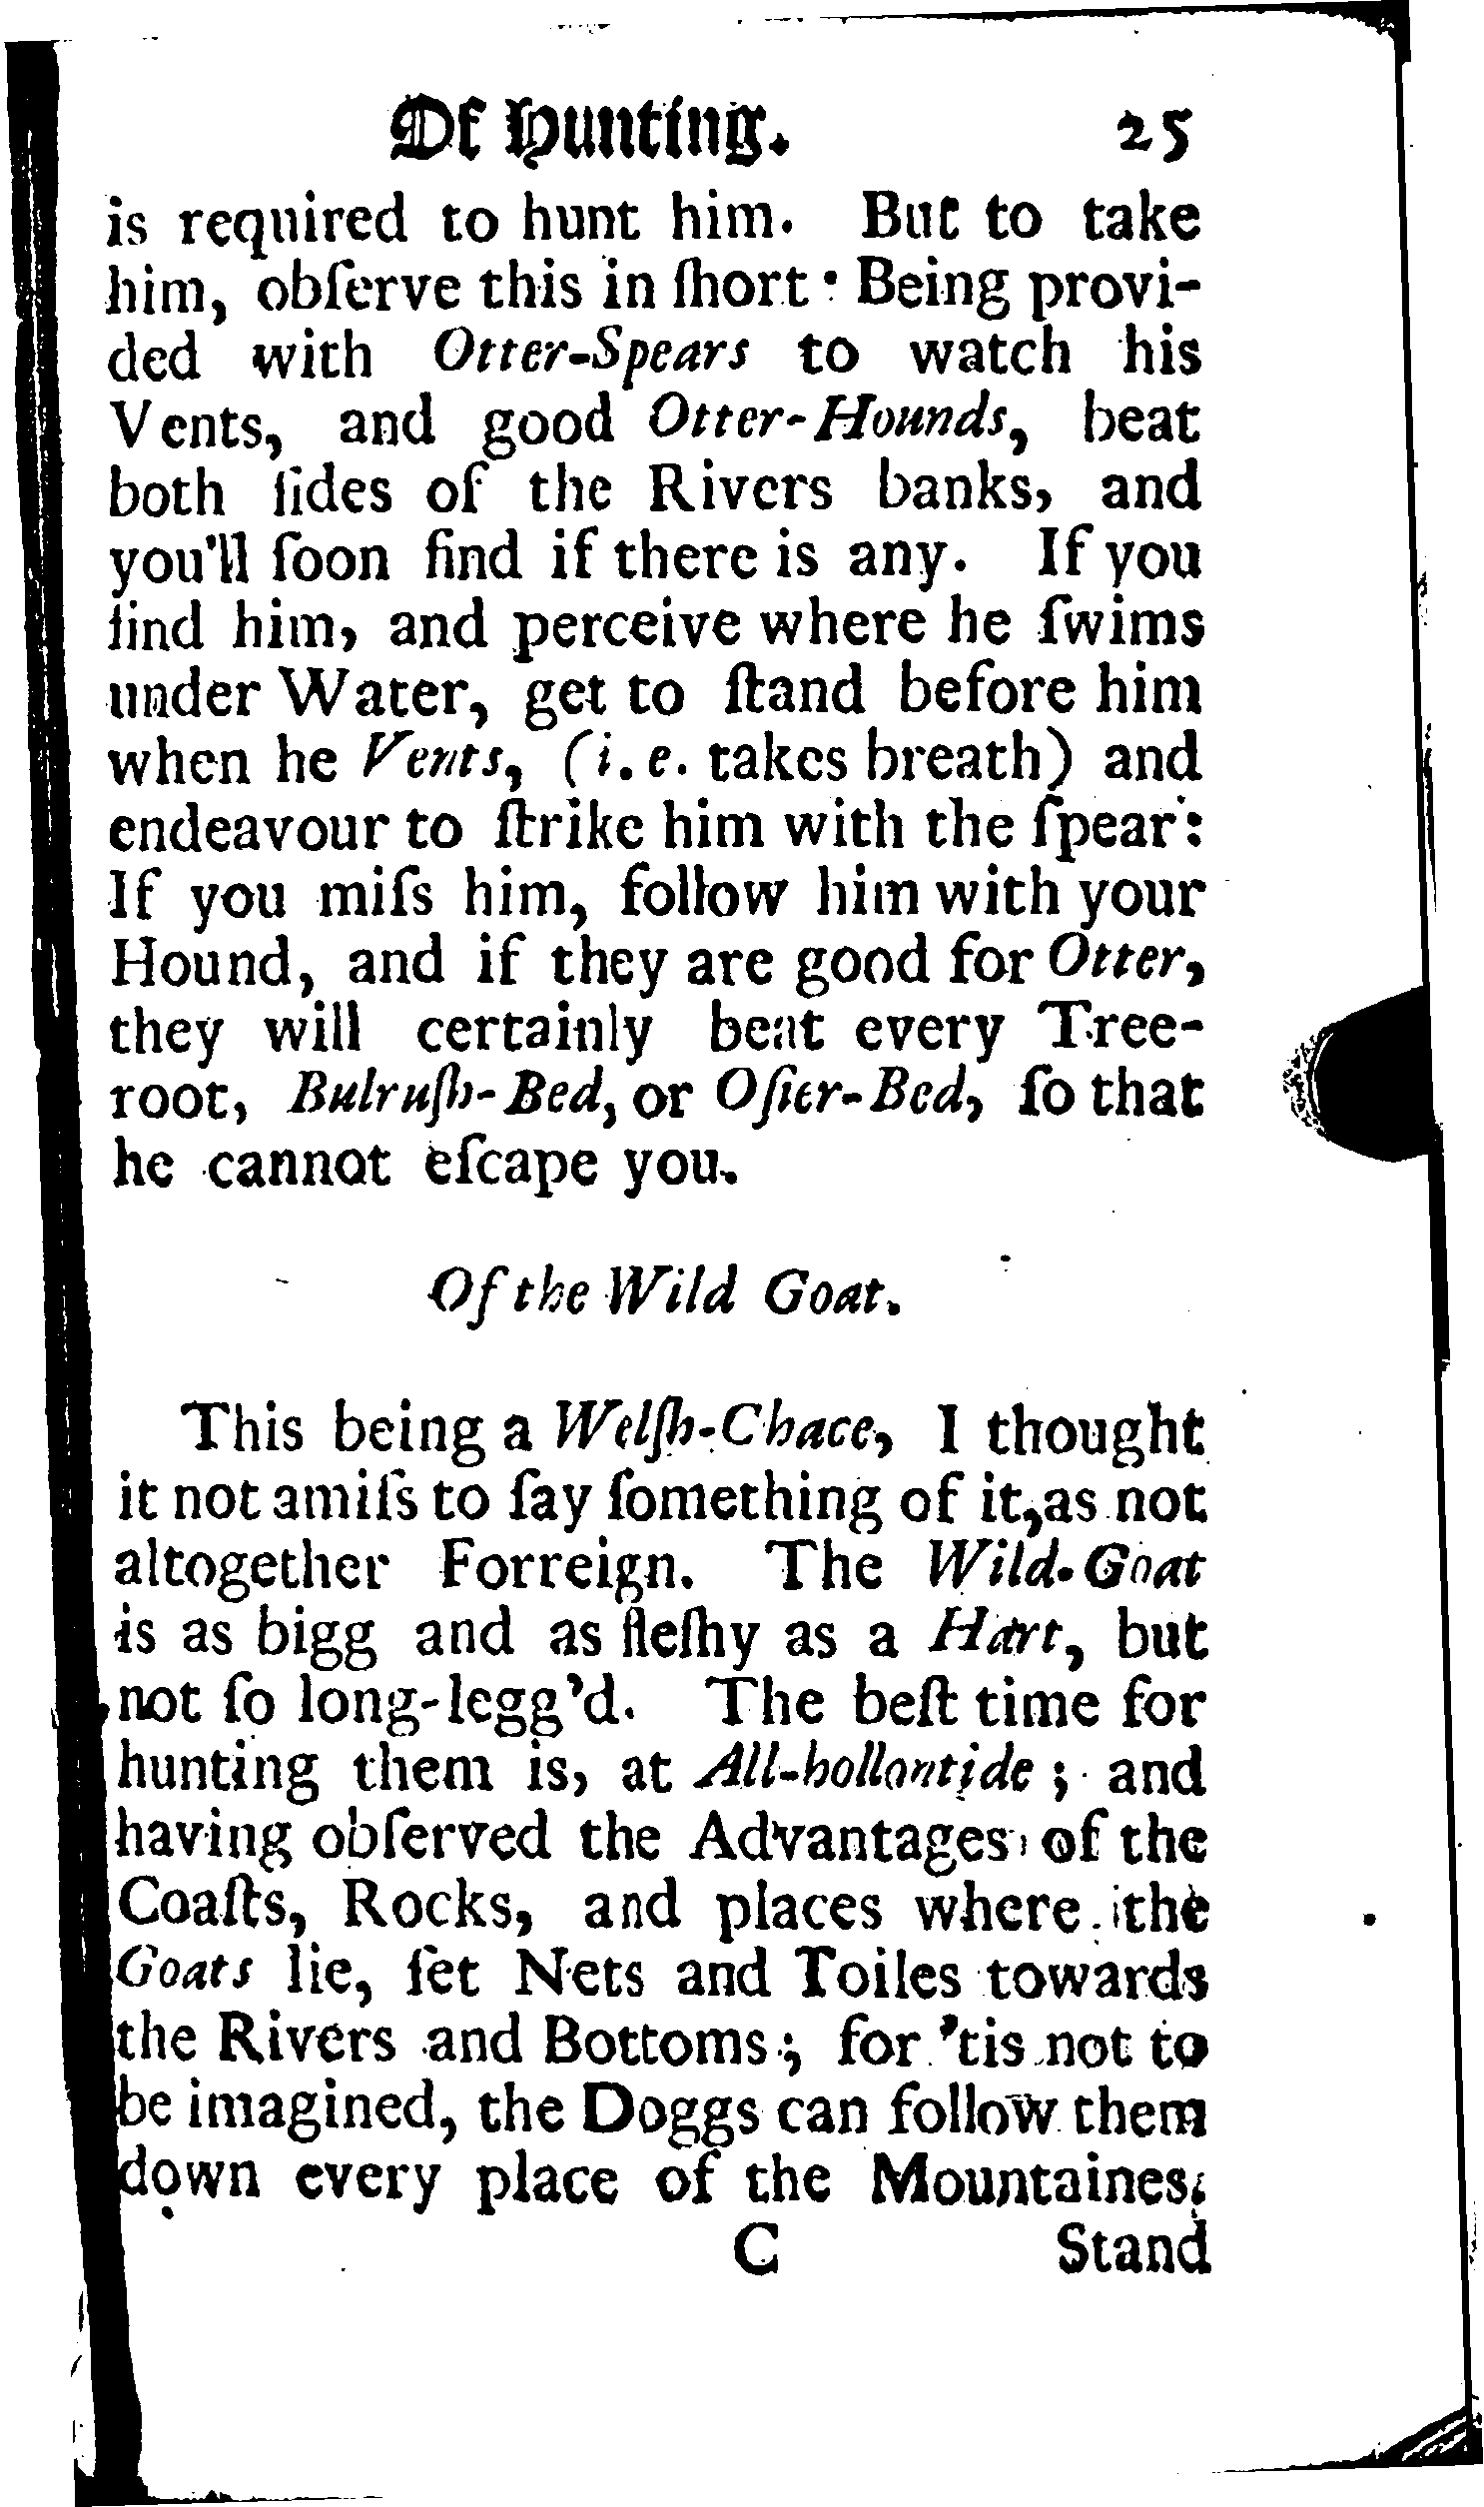 Of Hunting. 25
is required to hunt him. But to take
him, obſerve this in ſhort: Being provi-
ded with Otter-Spears to watch his
Vents, and good Otter-Hounds, beat
both ſides of the Rivers banks, and
you'll ſoon find if there is any. If you
find him, and perceive where he ſwims
under Water, get to ſtand before him
when he Vents, (i. e. takes breath) and
endeavour to ſtrike him with the ſpear:
If you miſs him, follow him with your
Hound, and if they are good for Otter,
they will certainly beat every Tree-
root, Bulruſh-Bed, or Oſier-Bed, ſo that
he cannot eſcape you.
Of the Wild Goat.
This being a Welſh-Chace, I thought
it not amiſs to ſay ſomething of it, as not
altogether Forreign. The Wild-Goat
is as bigg and as fleſhy as a Hart, but
not ſo long-legg'd. The beſt time for
hunting them is, at All-hollontide; and
having obſerved the Advantages of the
Coaſts, Rocks, and places where the
Goats lie, ſet Nets and Toiles towards
the Rivers and Bottoms; for 'tis not to
be imagined, the Doggs can follow them
down every place of the Mountaines.
C Stand